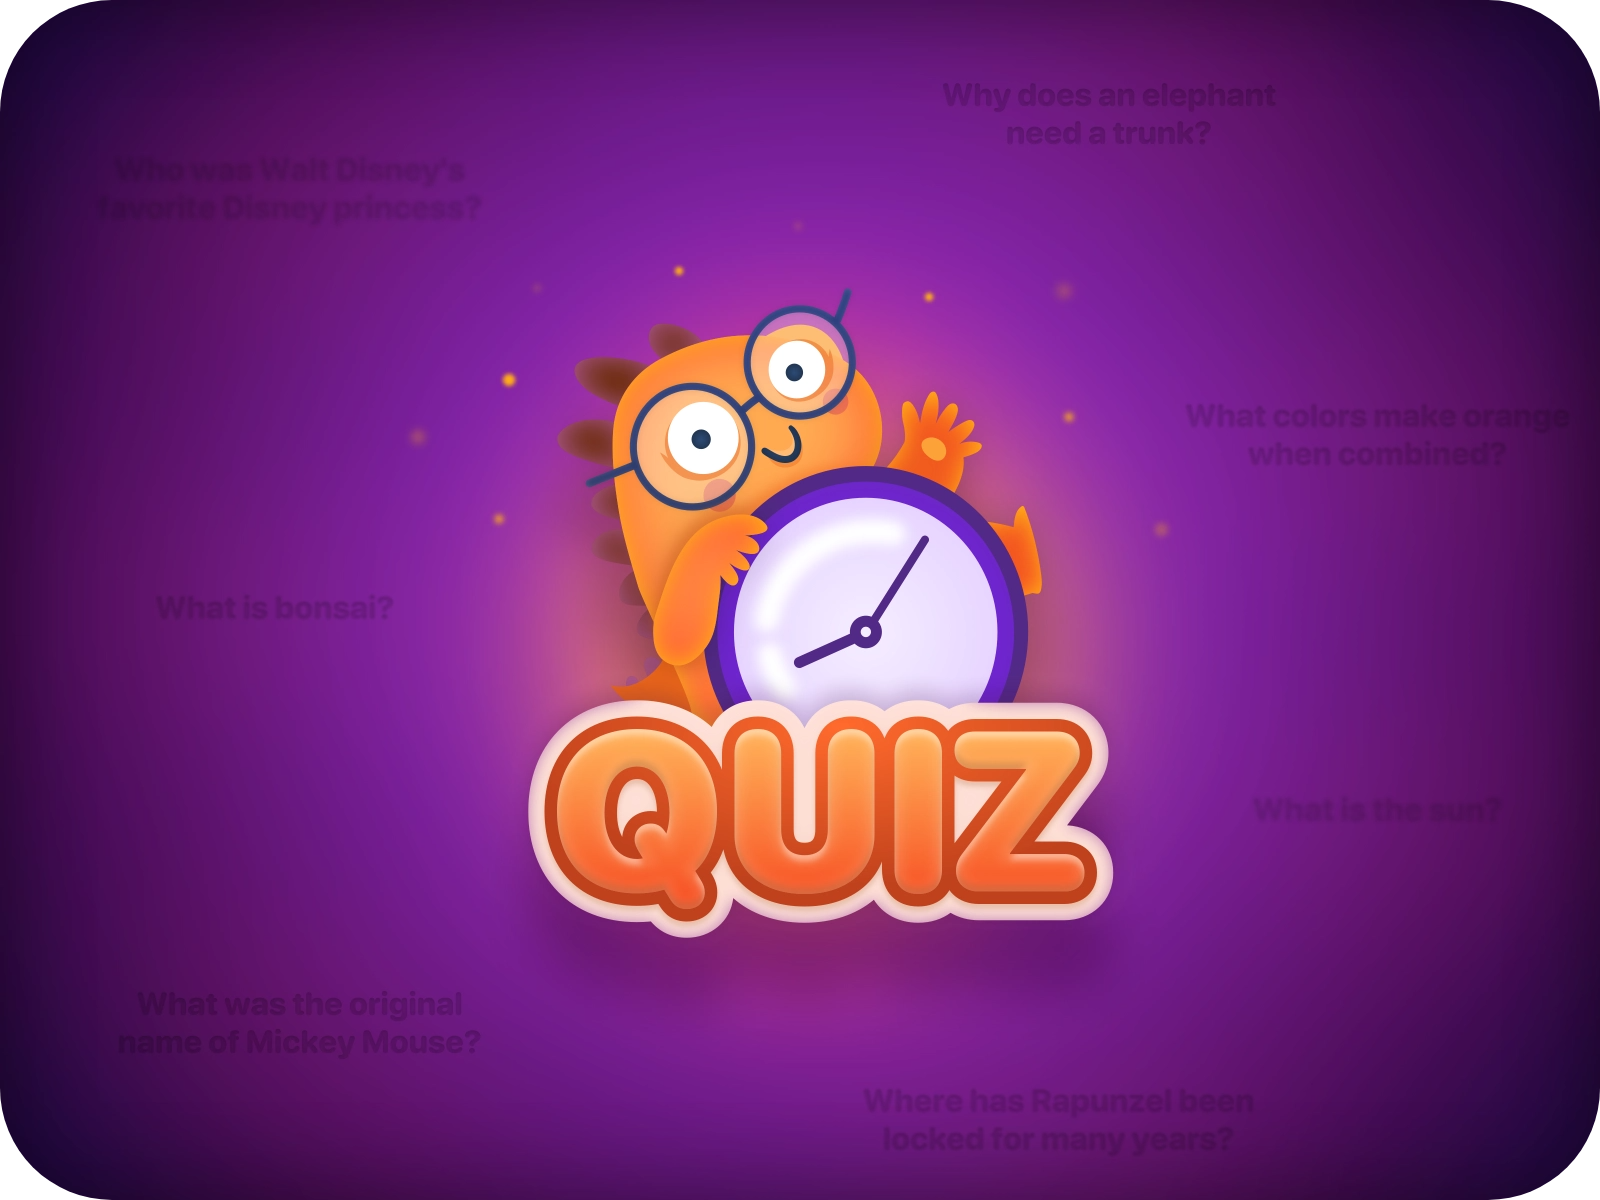 Why does an elephant
need a trunk?
Who was Walt Disney's
favorite Disney princess?
What colors make orange
when combined?
What is bonsai?
QUIZ
What is the sun?
What was the original
name of Mickey Mouse?
Where has Rapunzel been
locked for many years?